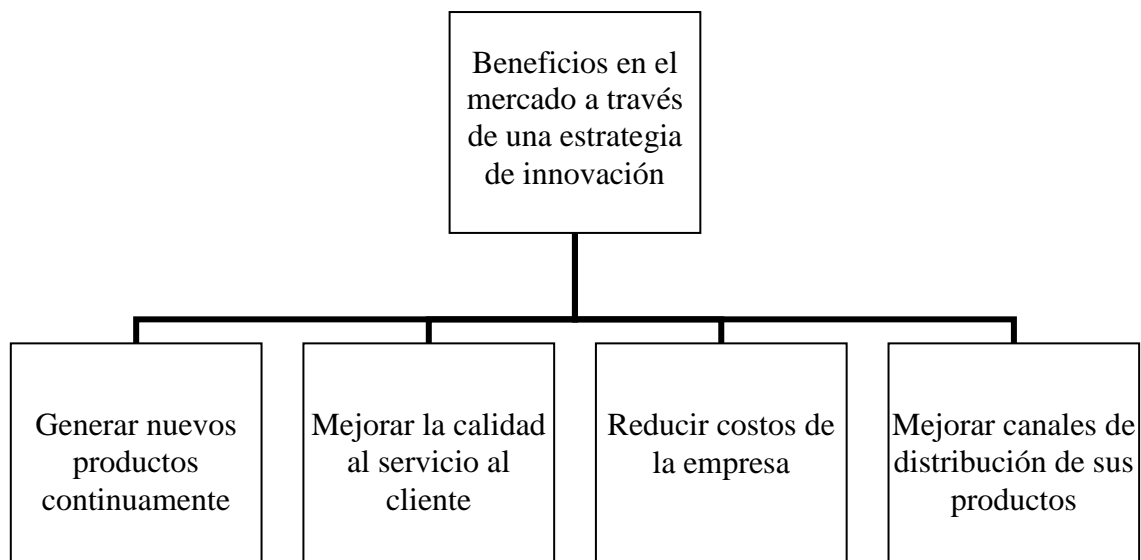 Beneficios en el
mercado a través
de una estrategia
de innovación
Generar nuevos
productos
continuamente
Mejorar la calidad
al servicio al
cliente
Reducir costos de
la empresa
Mejorar canales de
distribución de sus
productos